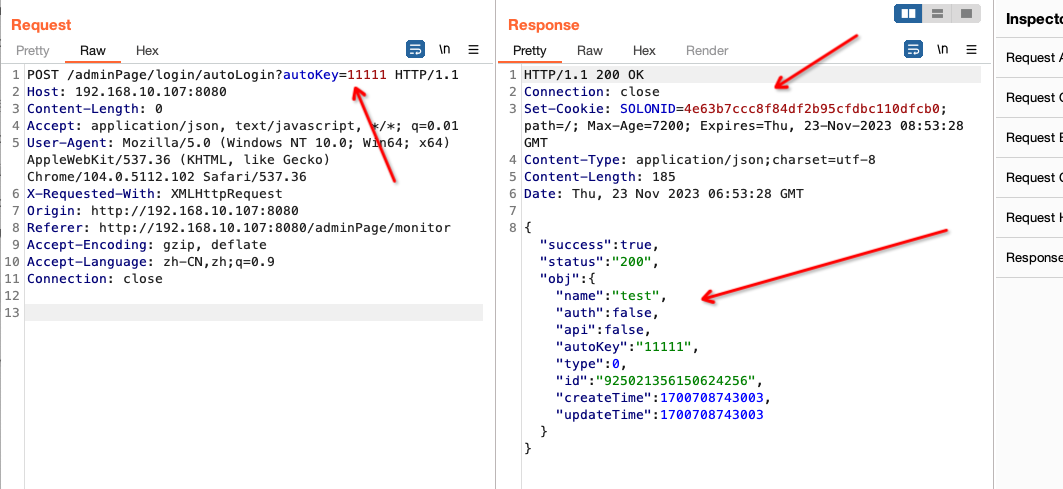 Request
Pretty Raw Hex \n
1 POST /adminPage/login/autoLogin?autoKey=11111 HTTP/1.1
2 Host: 192.168.10.107:8080
3 Content-Length: 0
4 Accept: application/json, text/javascript, */*; q=0.01
5 User-Agent: Mozilla/5.0 (Windows NT 10.0; Win64; x64)
AppleWebKit/537.36 (KHTML, like Gecko)
Chrome/104.0.5112.102 Safari/537.36
6 X-Requested-With: XMLHttpRequest
7 Origin: http://192.168.10.107:8080
8 Referer: http://192.168.10.107:8080/adminPage/monitor
9 Accept-Encoding: gzip, deflate
10 Accept-Language: zh-CN,zh;q=0.9
11 Connection: close
12
13
Response
Pretty Raw Hex Render \n
1 HTTP/1.1 200 OK
2 Connection: close
3 Set-Cookie: SOLONID=4e63b7ccc8f84df2b95cfdbc110dfcb0;
path=/; Max-Age=7200; Expires=Thu, 23-Nov-2023 08:53:28
GMT
4 Content-Type: application/json;charset=utf-8
5 Content-Length: 185
6 Date: Thu, 23 Nov 2023 06:53:28 GMT
7
8 {
"success":true,
"status":"200",
"obj":{
"name":"test",
"auth":false,
"api":false,
"autoKey":"11111",
"type":0,
"id":"925021356150624256",
"createTime":1700708743003,
"updateTime":1700708743003
}
}
Inspecto
Request A
Request
Request
Request
Request H
Response